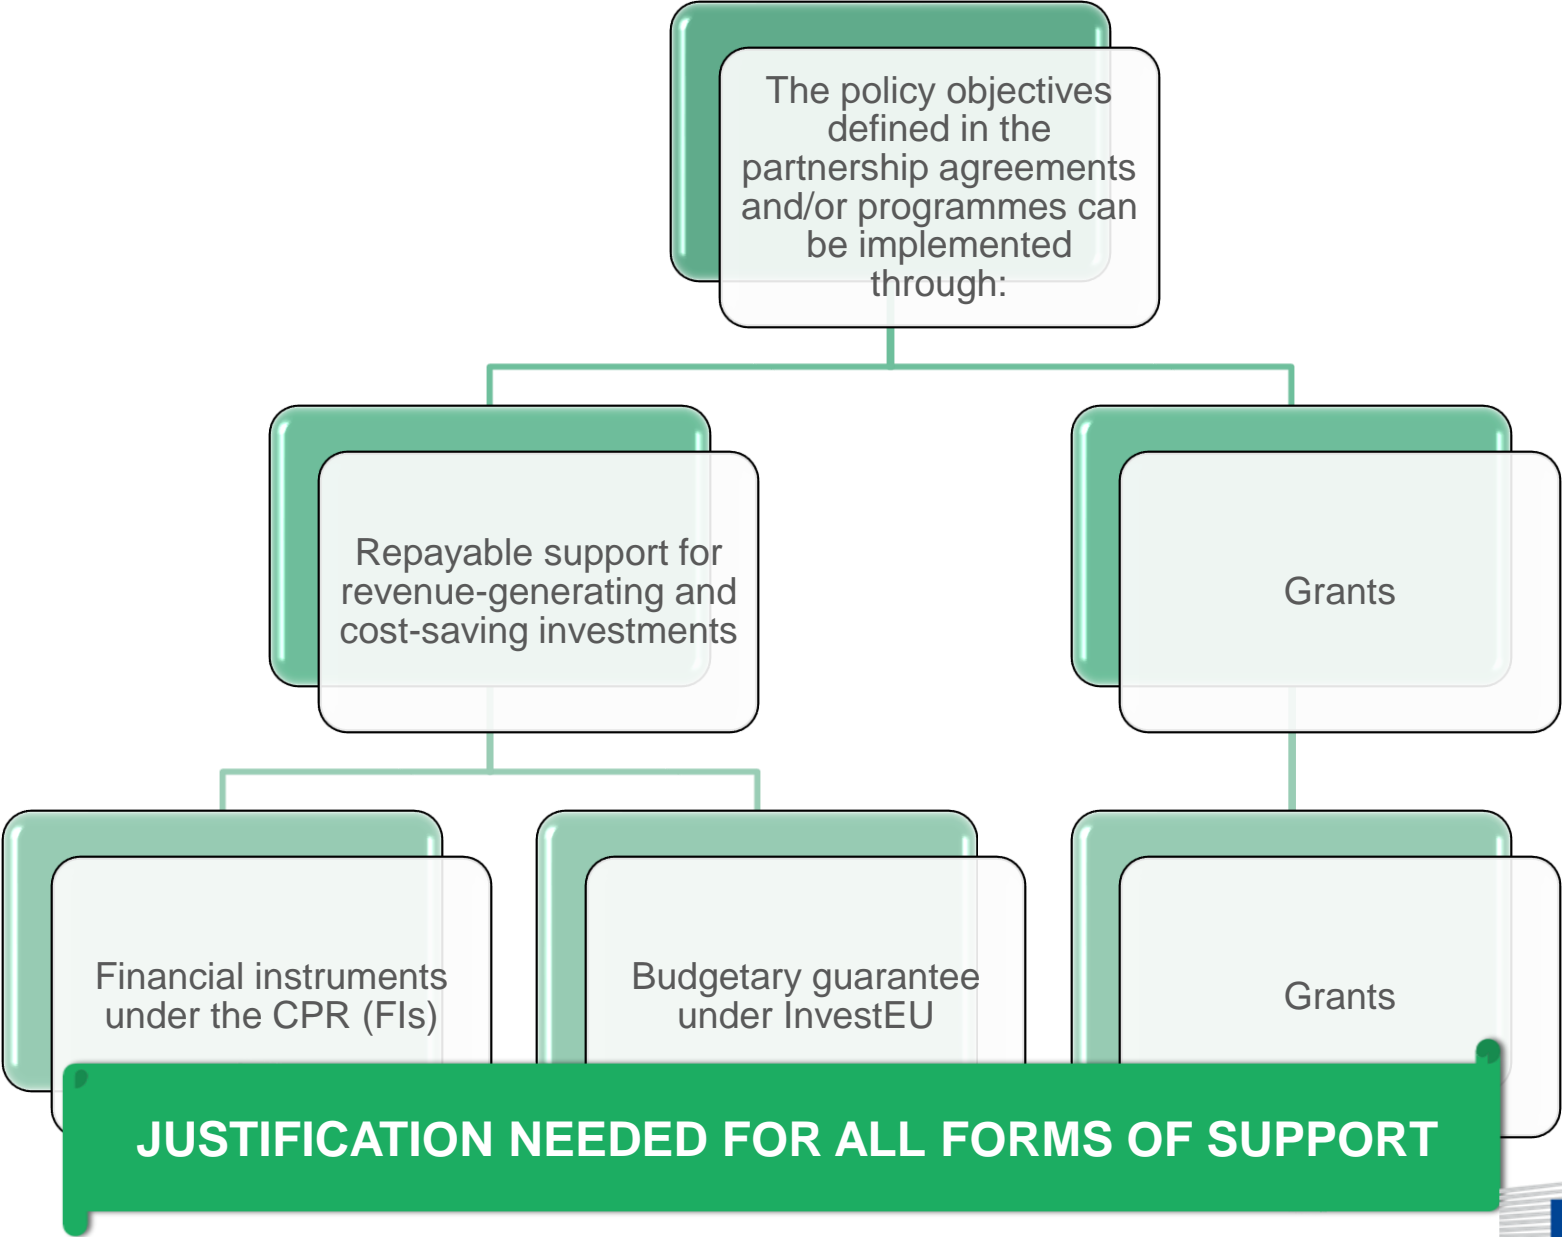 The policy objectives
defined in the
partnership agreements
and/or programmes can
be implemented
through:
Repayable support for
revenue-generating and
cost-saving investments
Grants
Financial instruments
under the CPR (FIs)
Budgetary guarantee
under InvestEU
Grants
JUSTIFICATION NEEDED FOR ALL FORMS OF SUPPORT